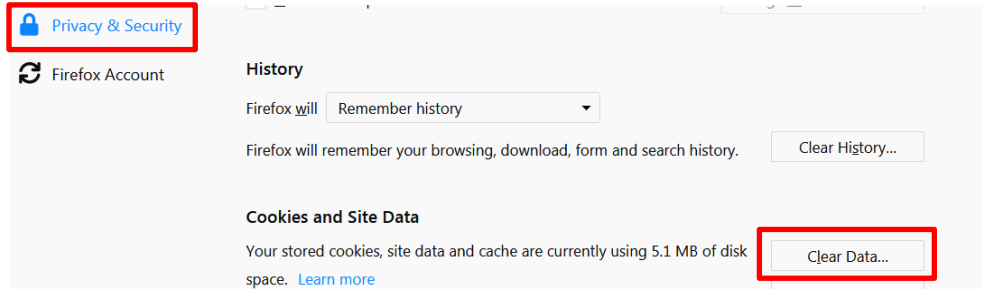 Privacy & Security
Firefox Account
History
Firefox will Remember history
Firefox will remember your browsing, download, form and search history. Clear History...
Cookies and Site Data
Your stored cookies, site data and cache are currently using 5.1 MB of disk Clear Data...
space. Learn more